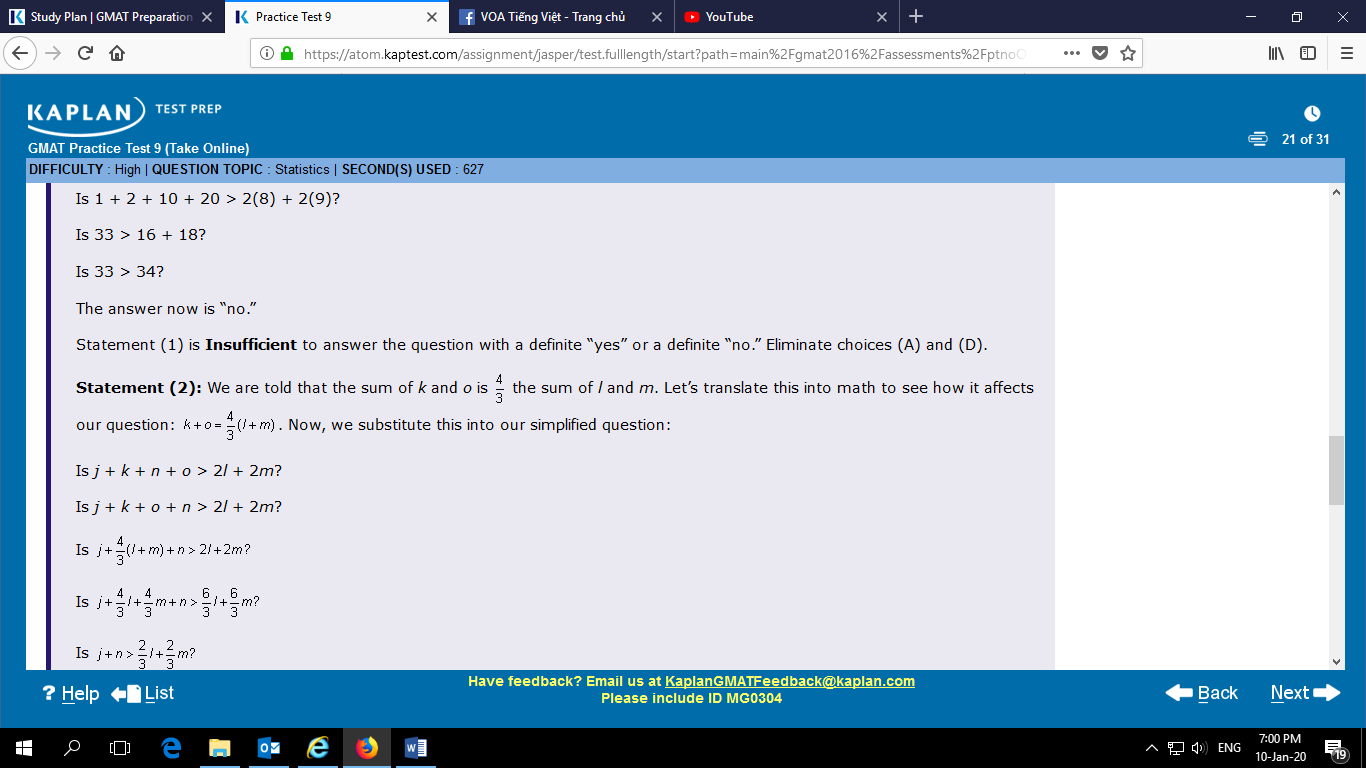 Study Plan | GMAT Preparation
Practice Test 9
VOA Tiếng Việt - Trang chủ
YouTube
https://atom.kaptest.com/assignment/jasper/test.fulllength/start?path=main%2Fgmat2016%2Fassessments%2Fptno
KAPLAN TEST PREP
GMAT Practice Test 9 (Take Online)
21 of 31
DIFFICULTY : High | QUESTION TOPIC : Statistics | SECOND(S) USED : 627
Is 1 + 2 + 10 + 20 > 2(8) + 2(9)?
Is 33 > 16 + 18?
Is 33 > 34?
The answer now is “no.”
Statement (1) is Insufficient to answer the question with a definite “yes” or a definite “no.” Eliminate choices (A) and (D).
Statement (2): We are told that the sum of k and o is 4/3 the sum of l and m. Let’s translate this into math to see how it affects
our question: k+o=4/3(l+m). Now, we substitute this into our simplified question:
Is j + k + n + o > 2l + 2m?
Is j + k + o + n > 2l + 2m?
Is j+4/3(l+m)+n>2l+2m?
Is j+4/3l+4/3m+n>6/3l+6/3m?
Is j+n>2/3l+2/3m?
? Help
List
Have feedback? Email us at KaplanGMATFeedback@kaplan.com
Please include ID MG0304
Back
Next
ENG
7:00 PM
10-Jan-20
19